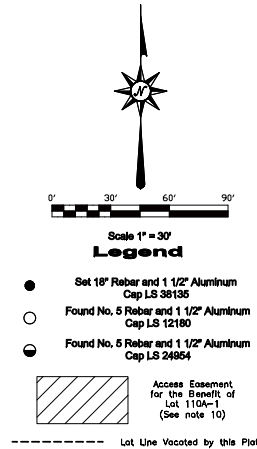 N
0' 30' 60' 90'
Scale 1" = 30'
Legend
Set 18" Rebar and 1 1/2" Aluminum
Cap LS 38135
Found No, 5 Rebar and 1 1/2" Aluminum
Cap LS 12180
Found No, 5 Rebar and 1 1/2" Aluminum
Cap LS 24954
Access Easement
for the Benefit of
Lot 110A-1
(See note 10)
Lot Line Vacated by this Plat